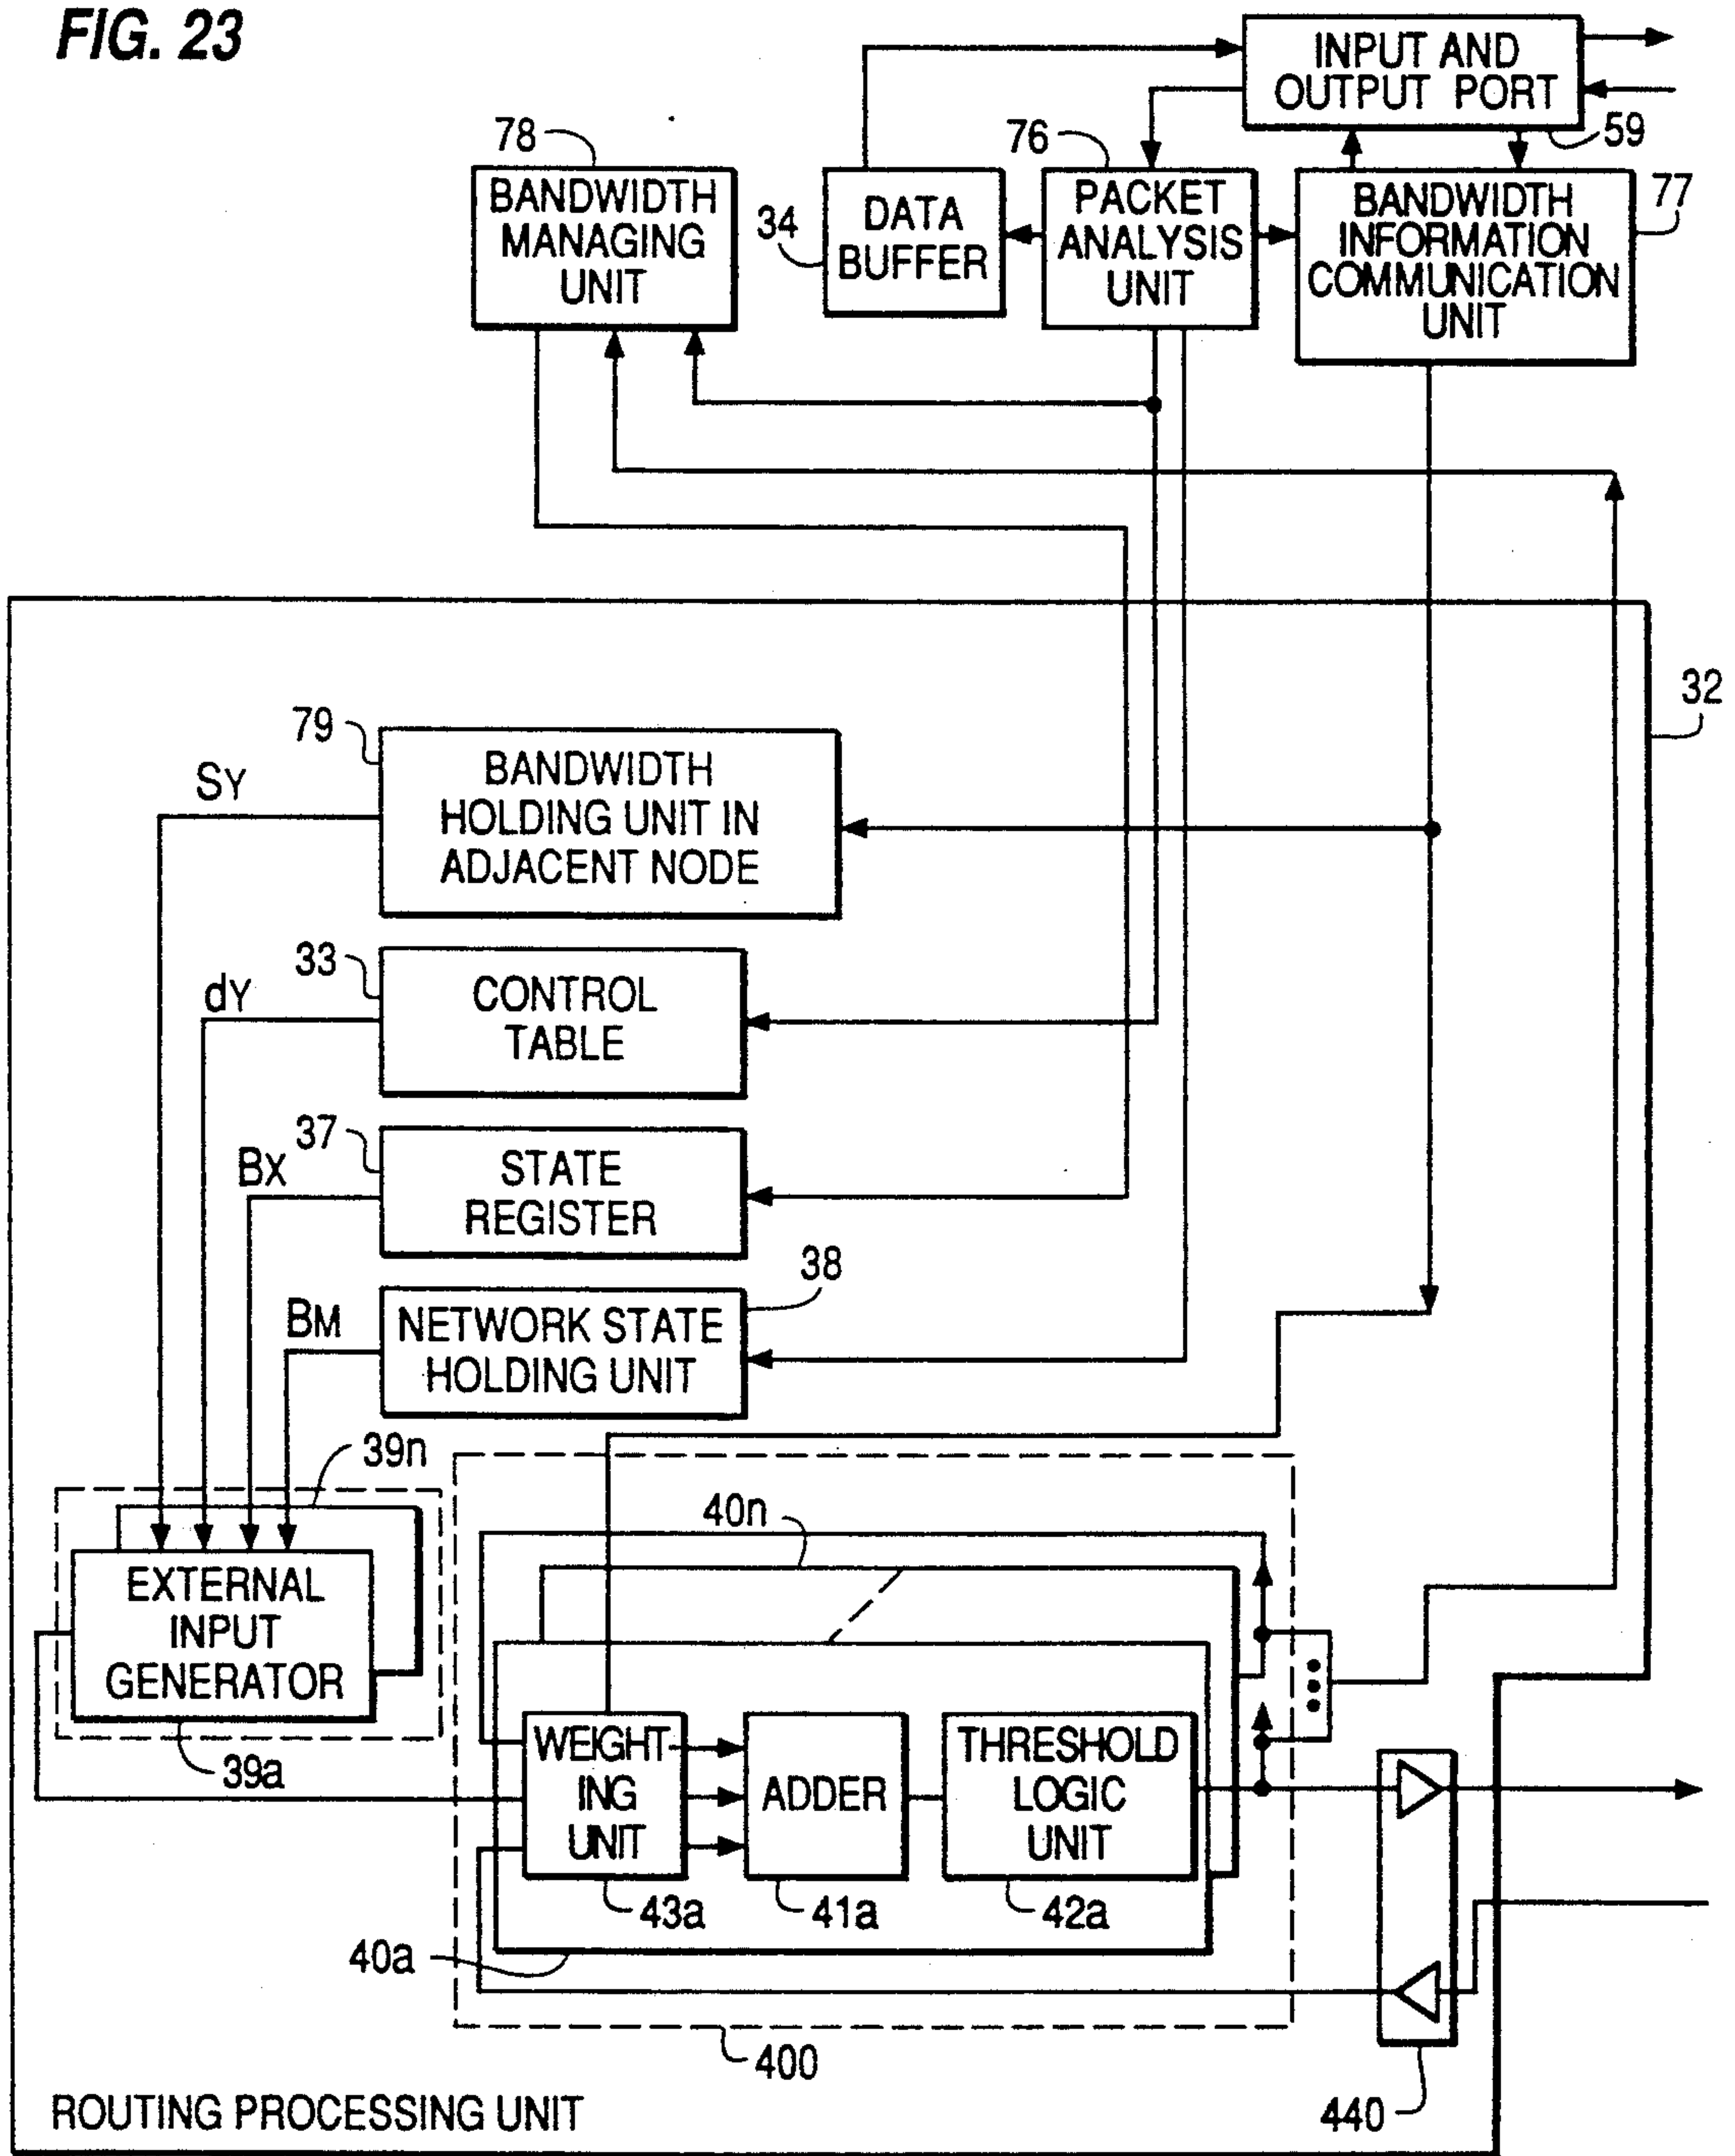 FIG. 23
INPUT AND
OUTPUT PORT
59
78
BANDWIDTH
MANAGING
UNIT
34
DATA
BUFFER
76
PACKET
ANALYSIS
UNIT
BANDWIDTH
INFORMATION
COMMUNICATION
UNIT
77
32
79
SY
BANDWIDTH
HOLDING UNIT IN
ADJACENT NODE
33
dY
CONTROL
TABLE
37
BX
STATE
REGISTER
38
BM
NETWORK STATE
HOLDING UNIT
39n
EXTERNAL
INPUT
GENERATOR
39a
40n
WEIGHT-
ING
UNIT
43a
ADDER
41a
THRESHOLD
LOGIC
UNIT
42a
40a
400
440
ROUTING PROCESSING UNIT